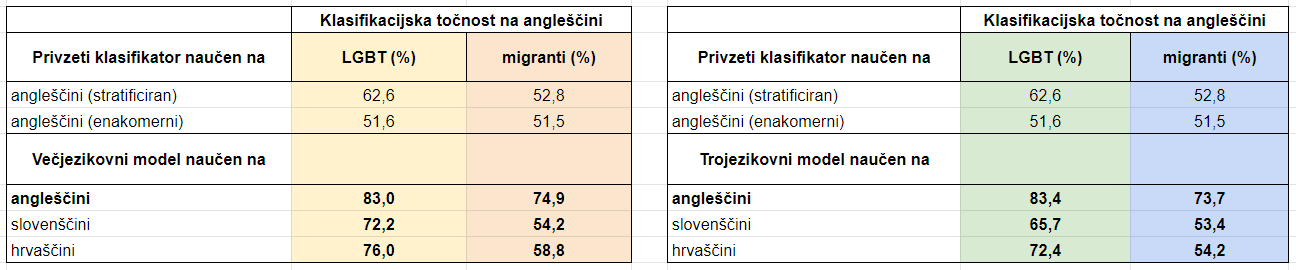 Klasifikacijska točnost na angleščini
Privzeti klasifikator naučen na LGBT (%) migranti (%)
angleščini (stratificiran) 62,6 52,8
angleščini (enakomerni) 51,6 51,5
Večjezikovni model naučen na
angleščini 83,0 74,9
slovenščini 72,2 54,2
hrvaščini 76,0 58,8
Klasifikacijska točnost na angleščini
Privzeti klasifikator naučen na LGBT (%) migranti (%)
angleščini (stratificiran) 62,6 52,8
angleščini (enakomerni) 51,6 51,5
Trojezikovni model naučen na
angleščini 83,4 73,7
slovenščini 65,7 53,4
hrvaščini 72,4 54,2